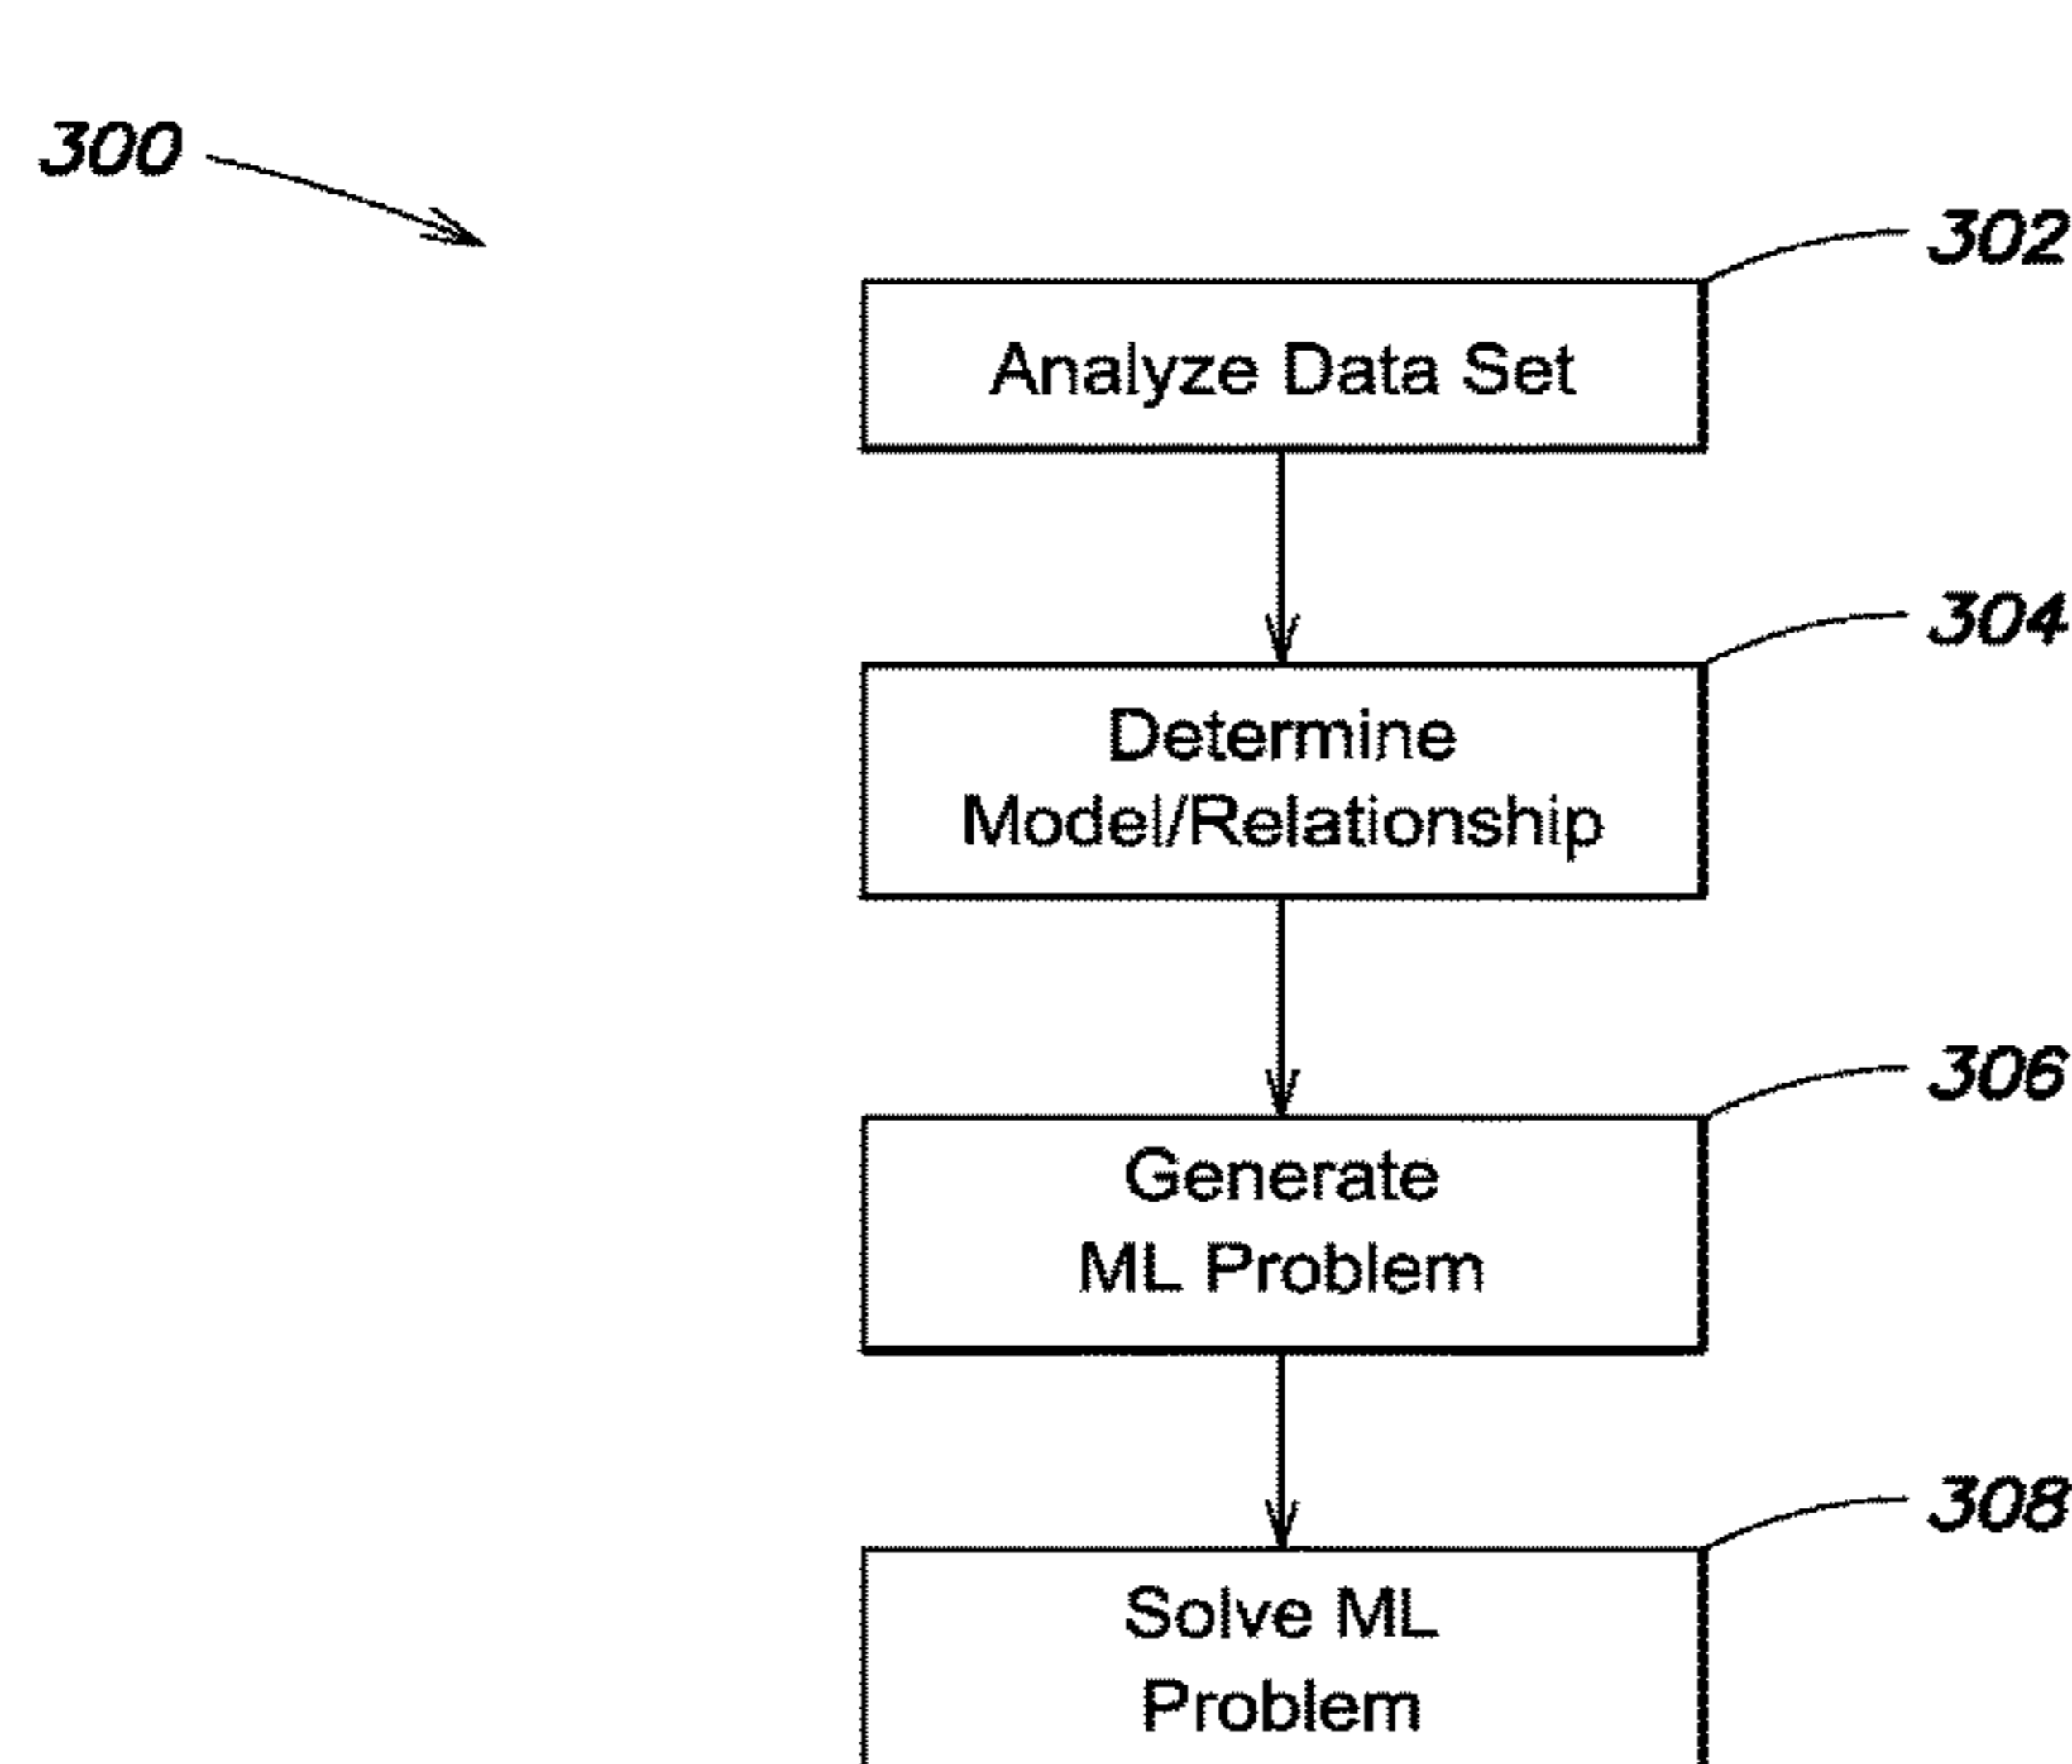 300
302
Analyze Data Set
304
Determine
Model/Relationship
306
Generate
ML Problem
308
Solve ML
Problem